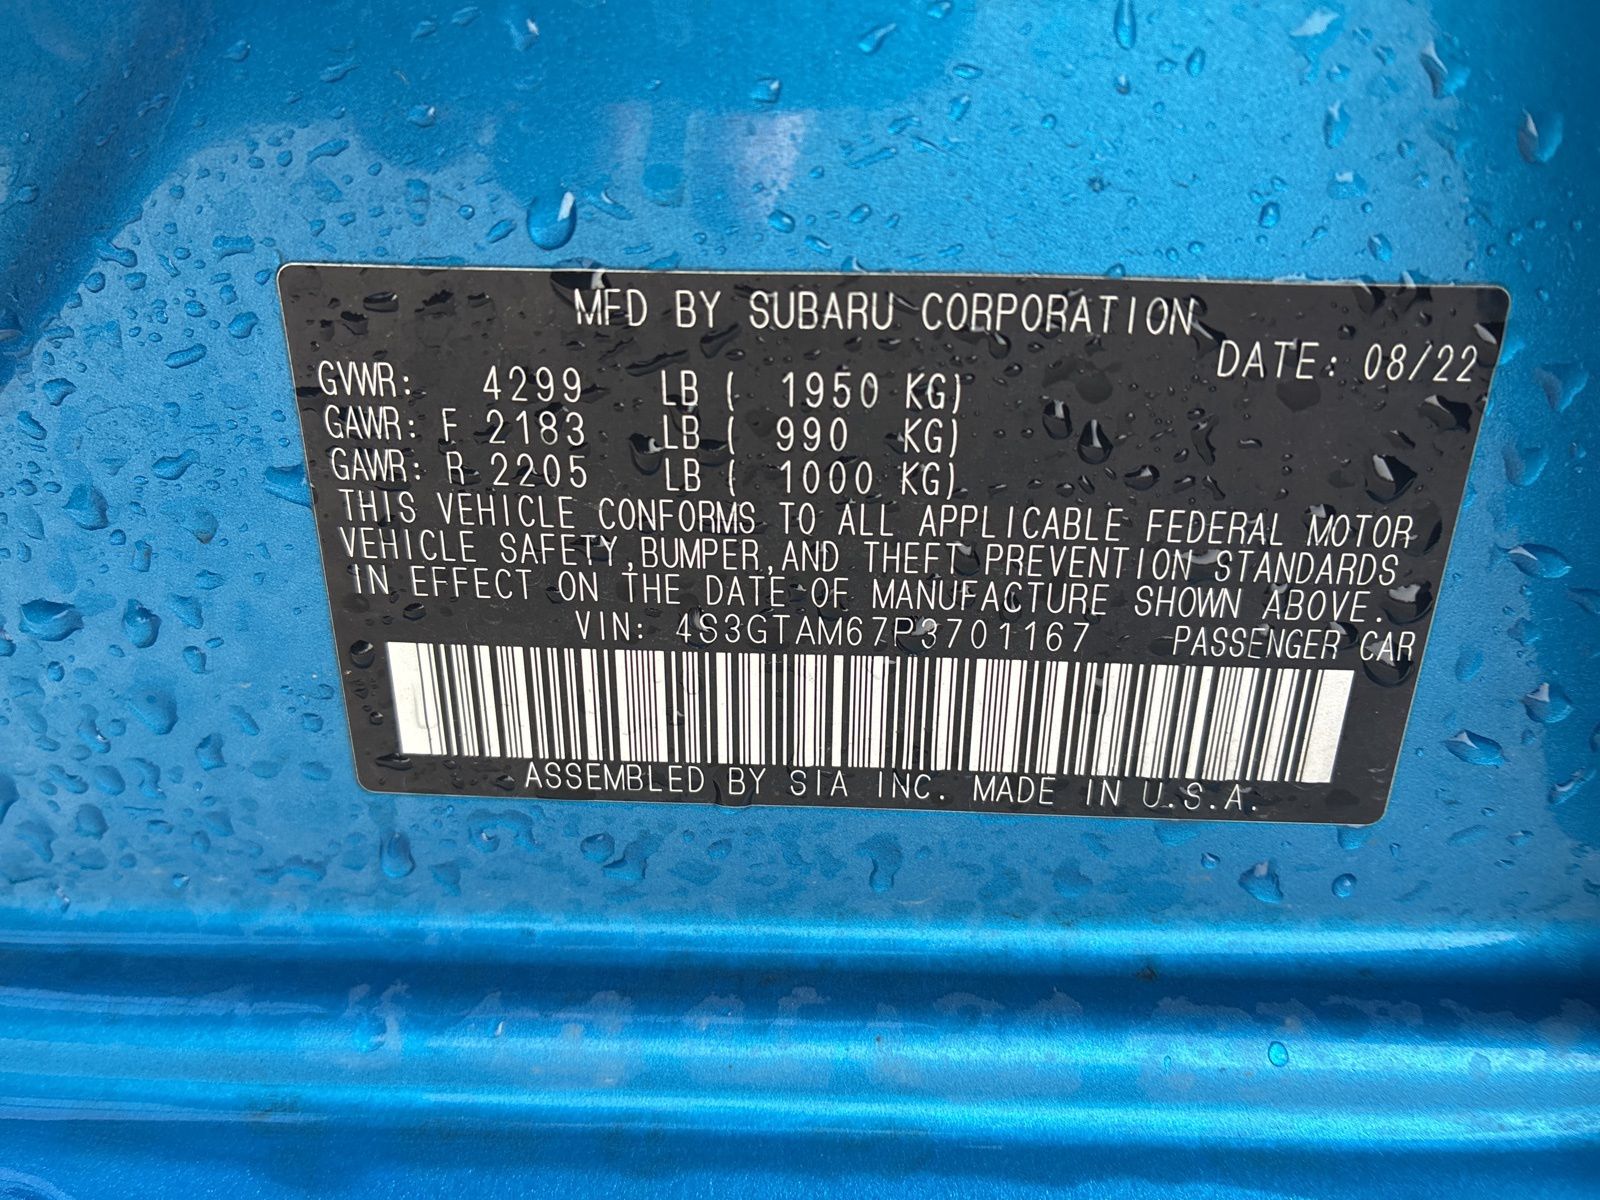 MFD BY SUBARU CORPORATION
DATE: 08/22
GVWR: 4299 LB ( 1950 KG)
GAWR: F 2183 LB ( 990 KG)
GAWR: R 2205 LB ( 1000 KG)
THIS VEHICLE CONFORMS TO ALL APPLICABLE FEDERAL MOTOR
VEHICLE SAFETY,BUMPER,AND THEFT PREVENTION STANDARDS
IN EFFECT ON THE DATE OF MANUFACTURE SHOWN ABOVE.
VIN: 4S3GTAM67P3701167 PASSENGER CAR
ASSEMBLED BY SIA INC. MADE IN U.S.A.